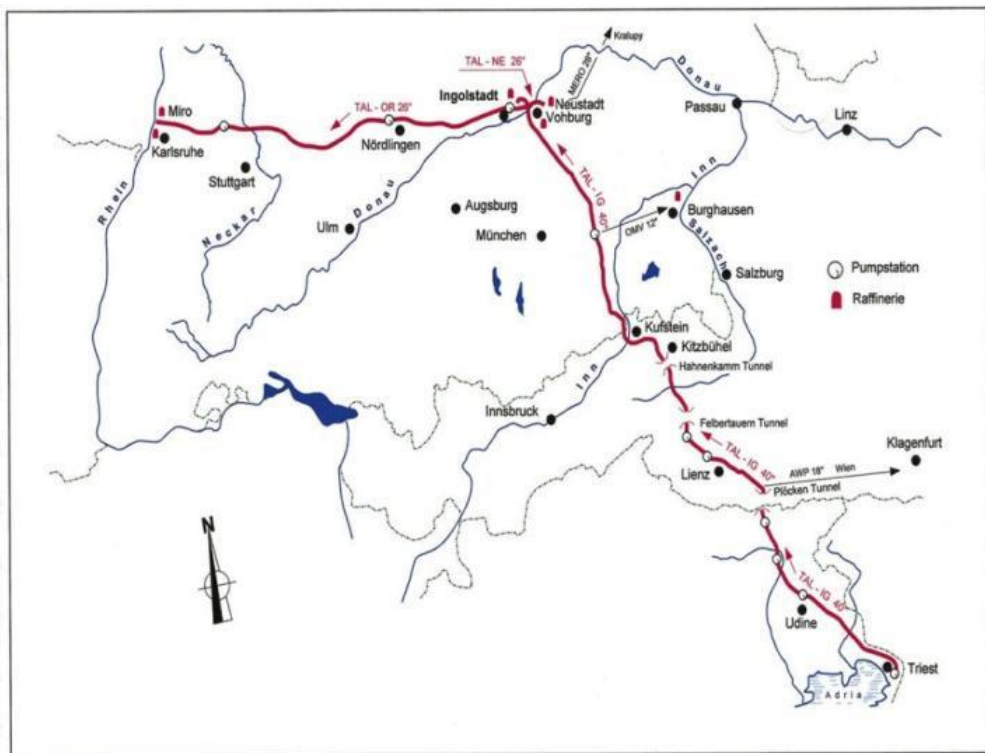 Kralupy
TAL - NE 26"
MERO 28"
Donau
Ingolstadt
Neustadt
Vohburg
Passau
Linz
Miro
TAL - OR 26"
Karlsruhe
Nördlingen
Stuttgart
TAL - IG 40"
Inn
Rhein
Neckar
Ulm
Donau
Augsburg
München
OMV 12"
Burghausen
Salzach
Salzburg
Pumpstation
Raffinerie
Kufstein
Kitzbühel
Hahnenkamm Tunnel
Inn
Innsbruck
Felbertauern Tunnel
Klagenfurt
TAL - IG 40"
Lienz
AWP 18" Wien
Plöcken Tunnel
N
TAL - IG 40"
Udine
Triest
Adria